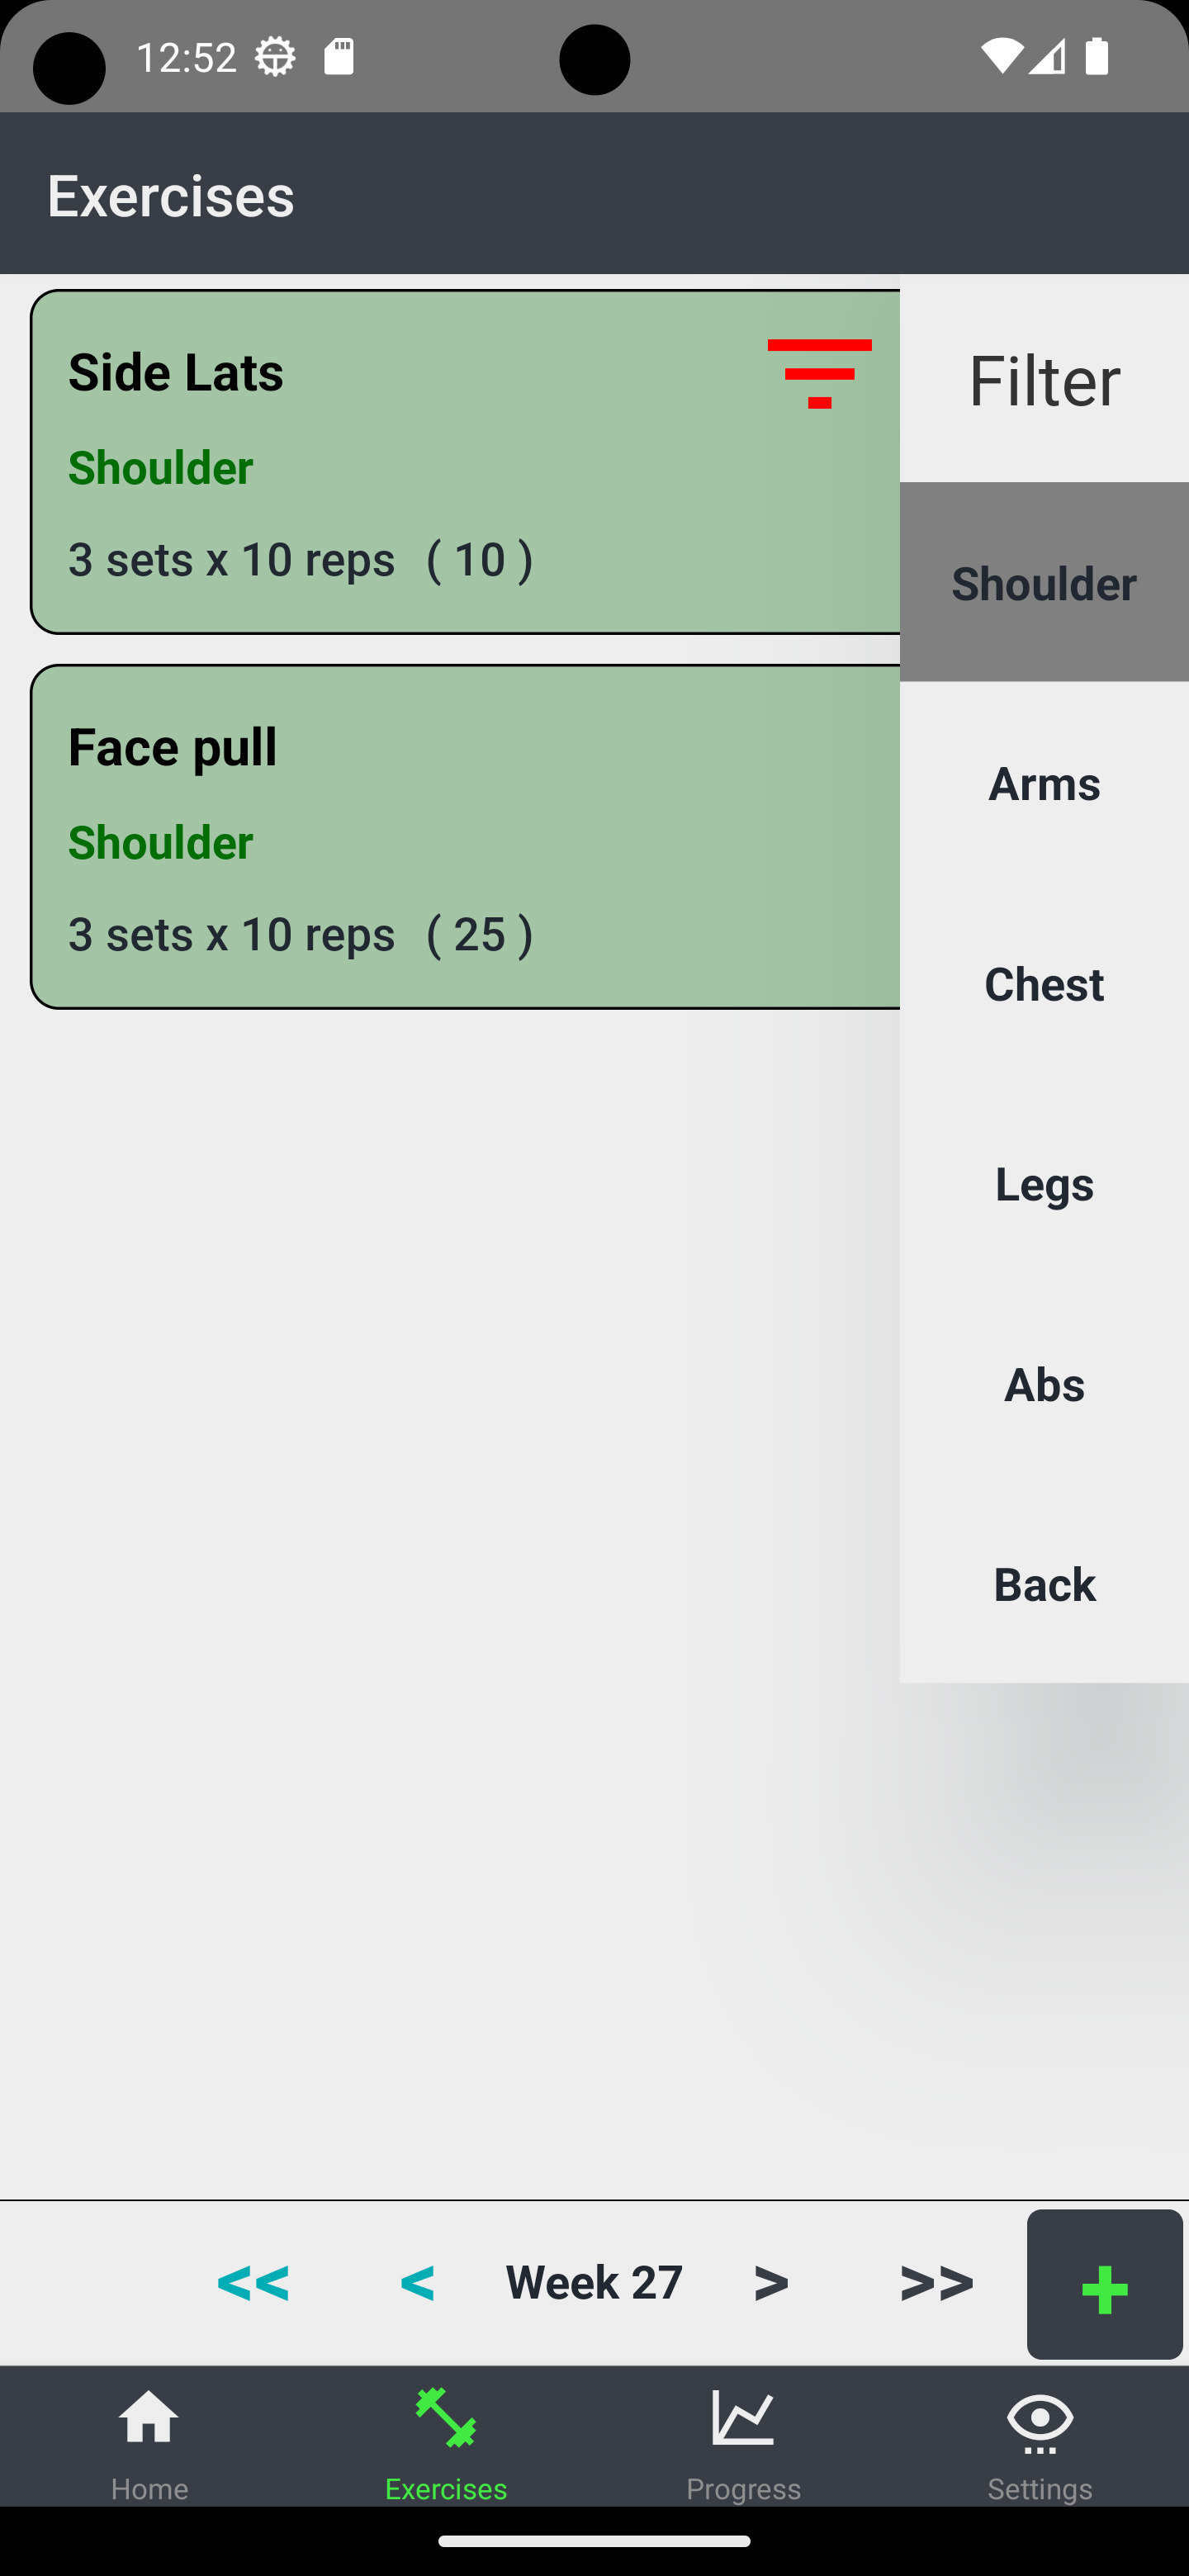 12:52
Exercises
Side Lats
Shoulder
3 sets x 10 reps ( 10 )
Face pull
Shoulder
3 sets x 10 reps ( 25 )
Filter
Shoulder
Arms
Chest
Legs
Abs
Back
<< < Week 27 > >> +
Home Exercises Progress Settings